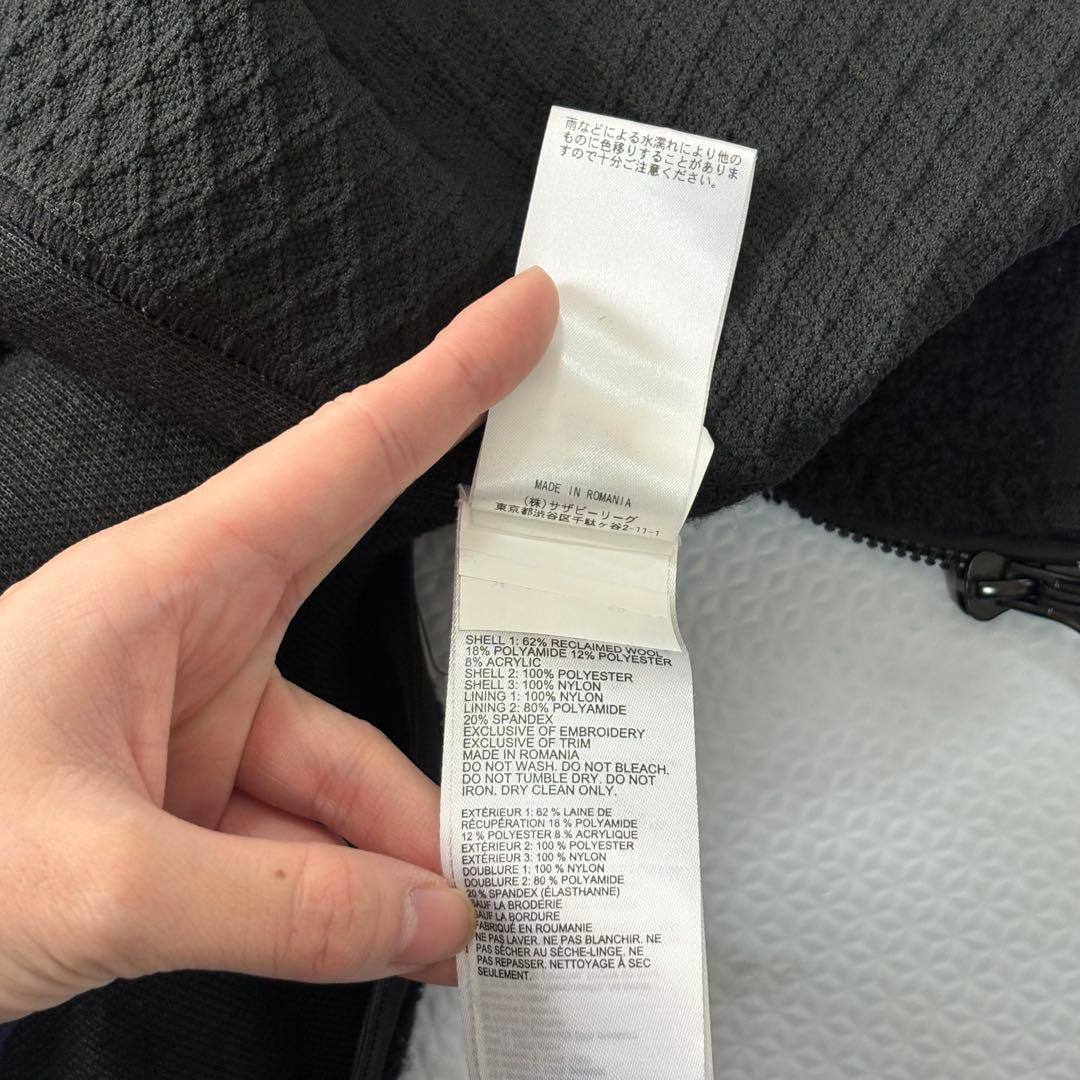 雨などによる水濡れにより他の
ものに色移りすることがありま
すので十分ご注意ください。
MADE IN ROMANIA
(株)サザビーリーグ
東京都渋谷区千駄ヶ谷2-11-1
SHELL 1: 62% RECLAIMED WOOL
18% POLYAMIDE 12% POLYESTER
8% ACRYLIC
SHELL 2: 100% POLYESTER
SHELL 3: 100% NYLON
LINING 1: 100% NYLON
LINING 2: 80% POLYAMIDE
20% SPANDEX
EXCLUSIVE OF EMBROIDERY
EXCLUSIVE OF TRIM
MADE IN ROMANIA
DO NOT WASH. DO NOT BLEACH.
DO NOT TUMBLE DRY. DO NOT
IRON. DRY CLEAN ONLY.
EXTÉRIEUR 1: 62 % LAINE DE
RÉCUPÉRATION 18 % POLYAMIDE
12 % POLYESTER 8 % ACRYLIQUE
EXTÉRIEUR 2: 100 % POLYESTER
EXTÉRIEUR 3: 100 % NYLON
DOUBLURE 1: 100 % NYLON
DOUBLURE 2: 80 % POLYAMIDE
20 % SPANDEX (ÉLASTHANNE)
SAUF LA BRODERIE
SAUF LA BORDURE
FABRIQUÉ EN ROUMANIE
NE PAS LAVER. NE PAS BLANCHIR. NE
PAS SÉCHER AU SÈCHE-LINGE. NE
PAS REPASSER. NETTOYAGE À SEC
SEULEMENT.